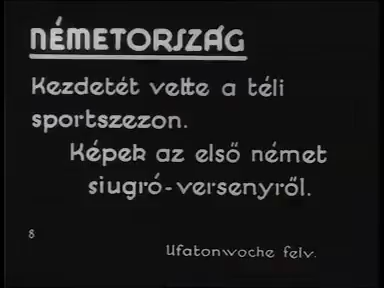 NÉMETORSZÁG
Kezdetét vette a téli
sportszezon.
Képek az első német
siugró-versenyről.
8
Ufatonwoche felv.